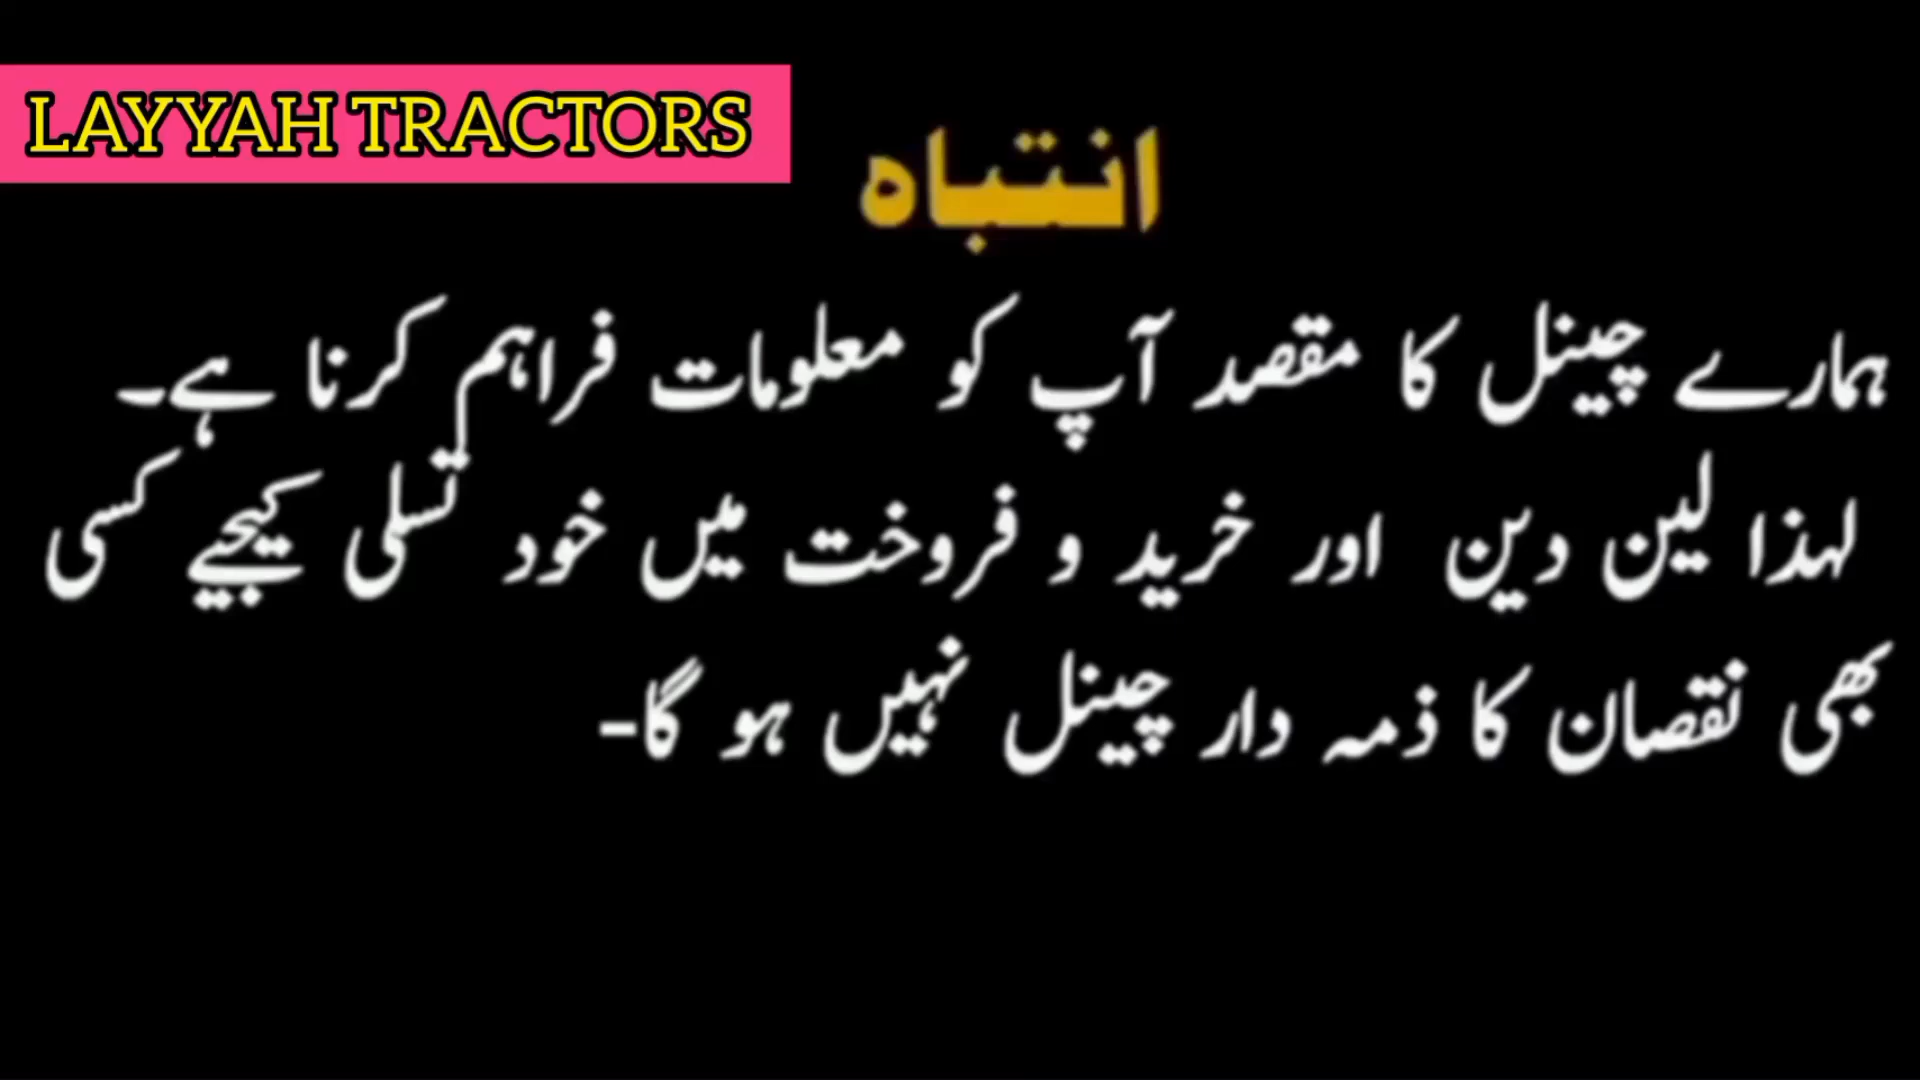 LAYYAH TRACTORS
انتباہ
ہمارے چینل کا مقصد آپ کو معلومات فراہم کرنا ہے۔
لہذا لین دین اور خرید و فروخت میں خود تسلی کیجیے کسی
بھی نقصان کا ذمہ دار چینل نہیں ہو گا-